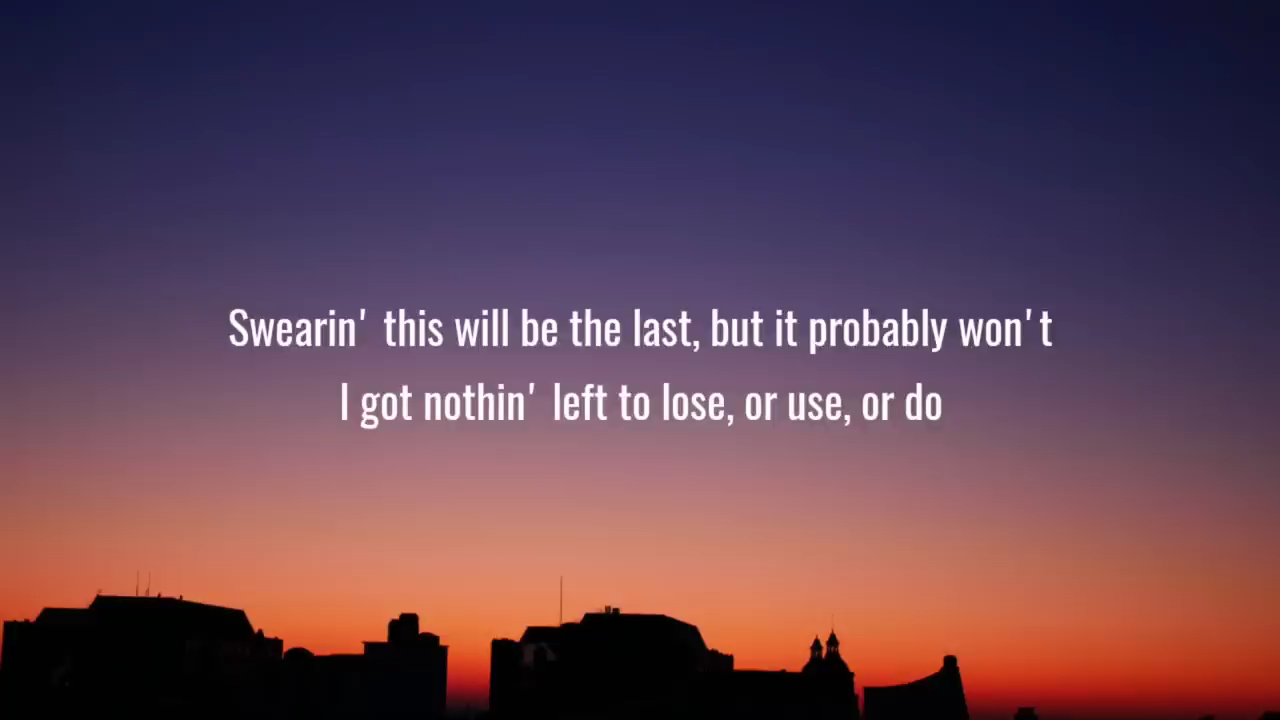 Swearin' this will be the last, but it probably won't
I got nothin' left to lose, or use, or do